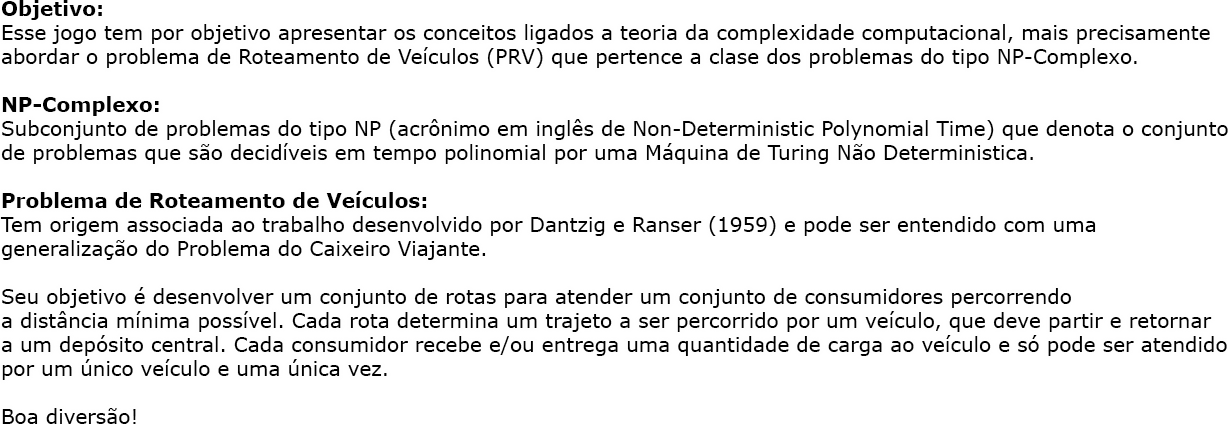 Objetivo:
Esse jogo tem por objetivo apresentar os conceitos ligados a teoria da complexidade computacional, mais precisamente
abordar o problema de Roteamento de Veículos (PRV) que pertence a clase dos problemas do tipo NP-Complexo.
NP-Complexo:
Subconjunto de problemas do tipo NP (acrônimo em inglês de Non-Deterministic Polynomial Time) que denota o conjunto
de problemas que são decidíveis em tempo polinomial por uma Máquina de Turing Não Deterministica.
Problema de Roteamento de Veículos:
Tem origem associada ao trabalho desenvolvido por Dantzig e Ranser (1959) e pode ser entendido com uma
generalização do Problema do Caixeiro Viajante.
Seu objetivo é desenvolver um conjunto de rotas para atender um conjunto de consumidores percorrendo
a distância mínima possível. Cada rota determina um trajeto a ser percorrido por um veículo, que deve partir e retornar
a um depósito central. Cada consumidor recebe e/ou entrega uma quantidade de carga ao veículo e só pode ser atendido
por um único veículo e uma única vez.
Boa diversão!